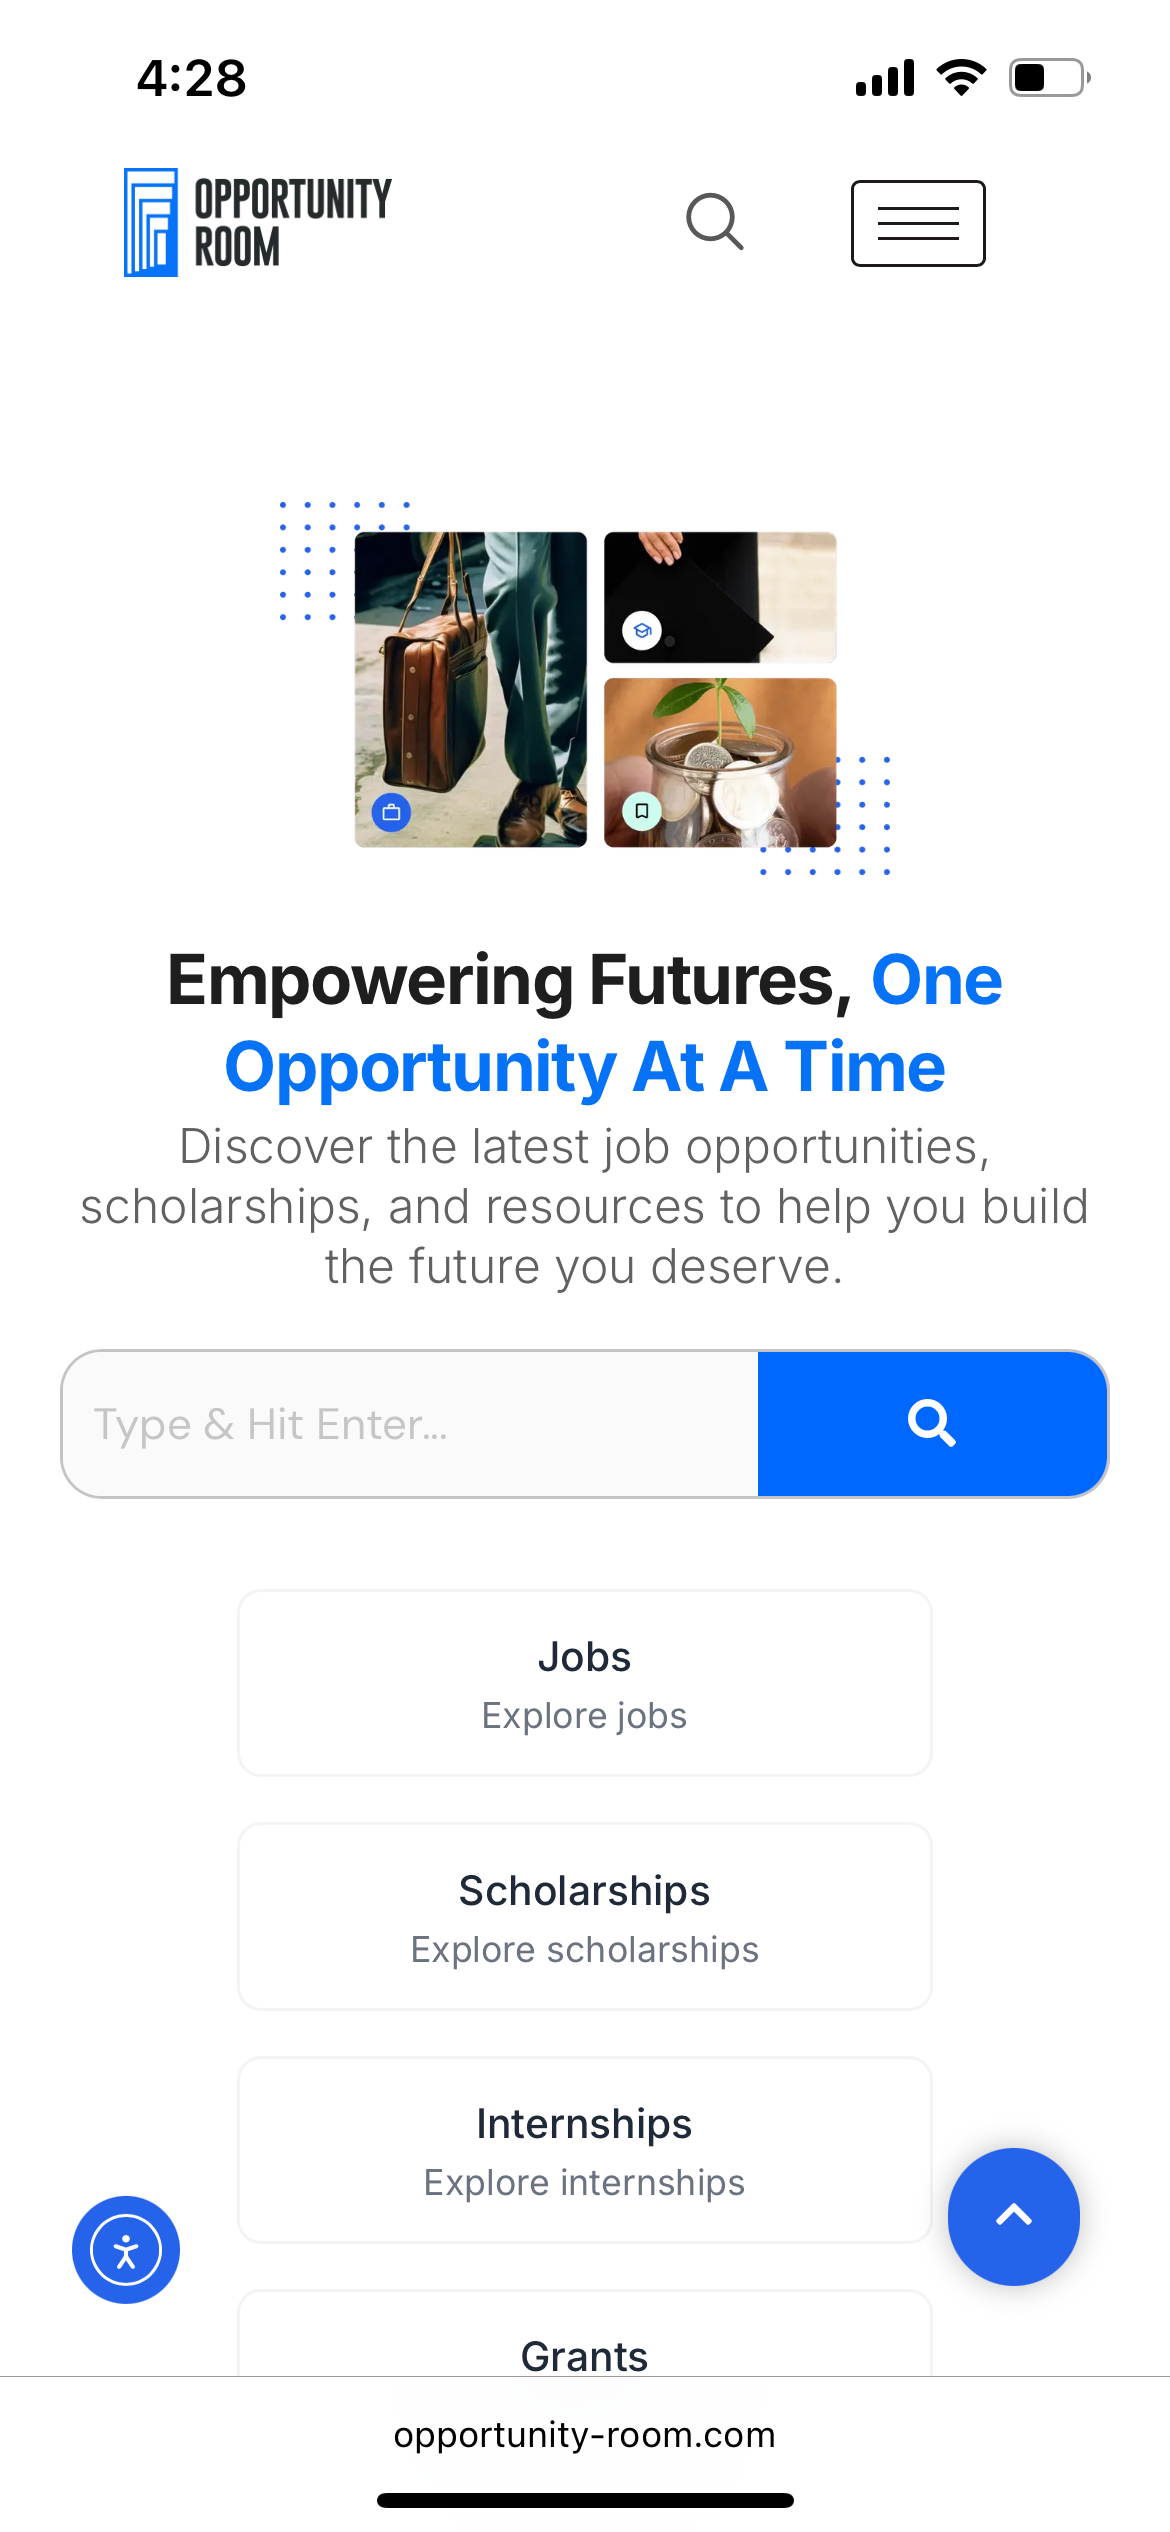 4:28
OPPORTUNITY
ROOM
Empowering Futures, One
Opportunity At A Time
Discover the latest job opportunities,
scholarships, and resources to help you build
the future you deserve.
Type & Hit Enter...
Jobs
Explore jobs
Scholarships
Explore scholarships
Internships
Explore internships
Grants
opportunity-room.com